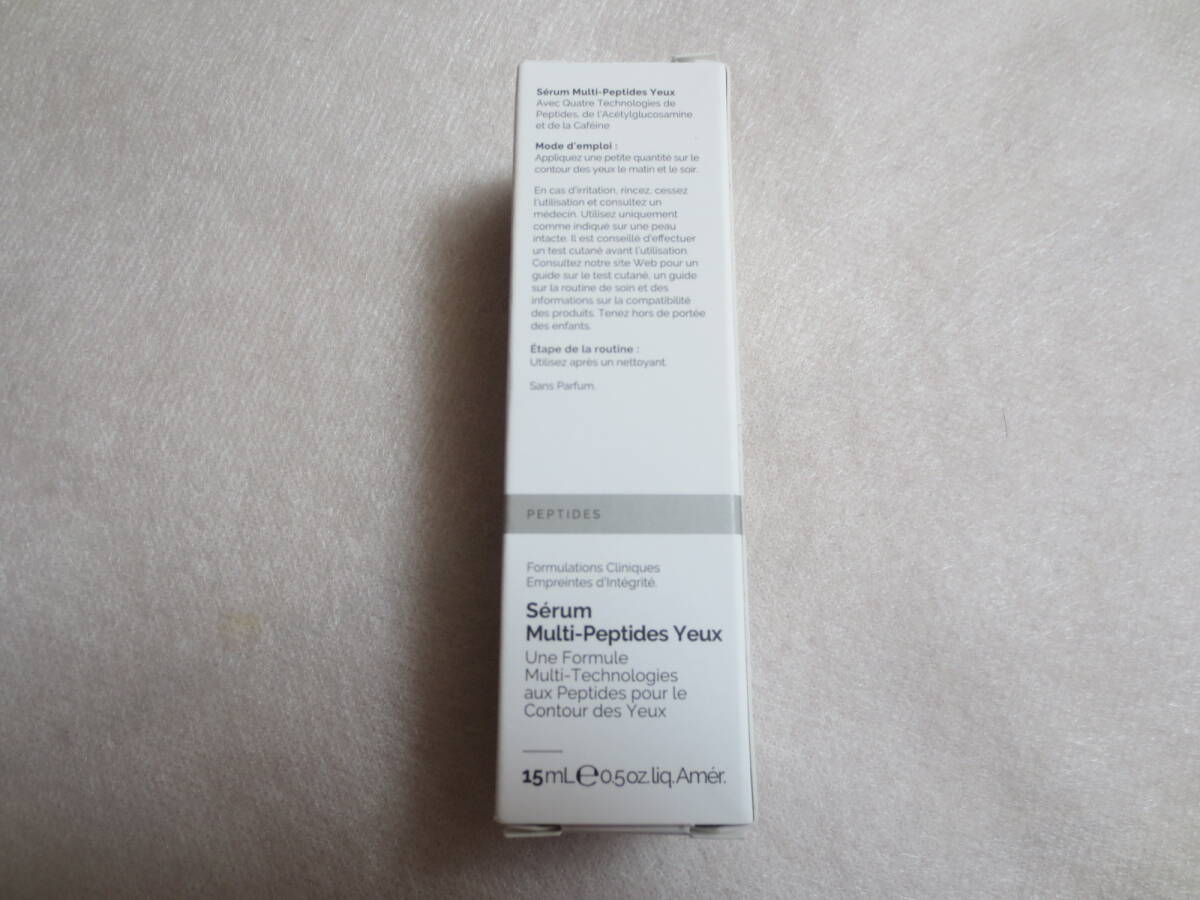 Sérum Multi-Peptides Yeux
Avec Quatre Technologies de
Peptides, de l'Acétylglucosamine
et de la Caféine
Mode d'emploi :
Appliquez une petite quantité sur le
contour des yeux le matin et le soir.
En cas d'irritation, rincez, cessez
l'utilisation et consultez un
médecin. Utilisez uniquement
comme indiqué sur une peau
intacte. Il est conseillé d'effectuer
un test cutané avant l'utilisation.
Consultez notre site Web pour un
guide sur le test cutané, un guide
sur la routine de soin et des
informations sur la compatibilité
des produits. Tenez hors de portée
des enfants.
Étape de la routine :
Utilisez après un nettoyant.
Sans Parfum.
PEPTIDES
Formulations Cliniques
Empreintes d'Intégrité.
Sérum
Multi-Peptides Yeux
Une Formule
Multi-Technologies
aux Peptides pour le
Contour des Yeux
15mL℮0.5oz.liq.Amér.